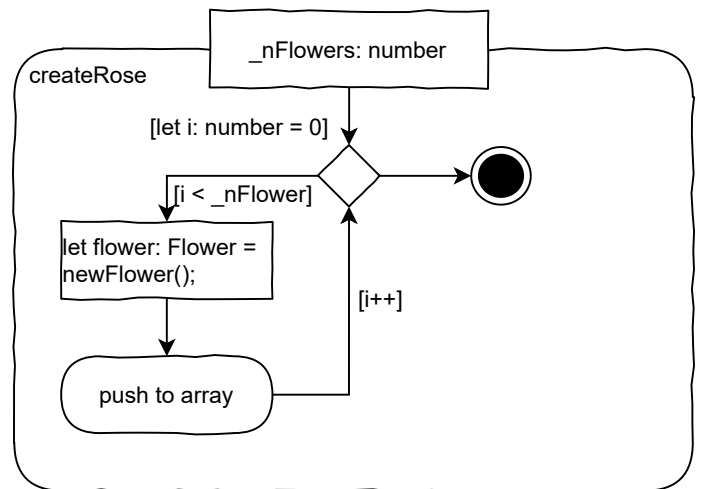 _nFlowers: number
createRose
[let i: number = 0]
[i < _nFlower]
let flower: Flower =
newFlower();
[i++]
push to array